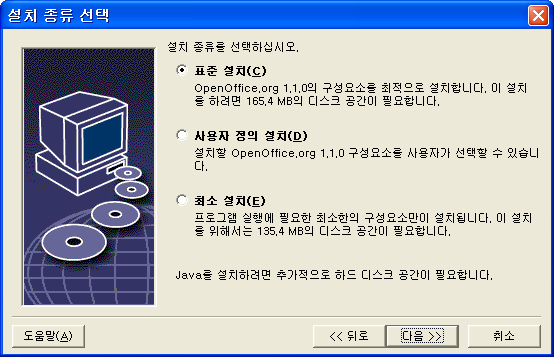 설치 종류 선택
설치 종류을 선택하십시오.
표준 설치(C)
OpenOffice.org 1.1.0의 구성요소을 최적으로 설치합니다. 이 설치
를 하려면 165.4 MB의 디스크 공간이 필요합니다.
사용자 정의 설치(D)
설치할 OpenOffice.org 1.1.0 구성요소를 사용자가 선택할 수 있습니
다.
최소 설치(E)
프로그램 실행에 필요한 최소한의 구성요소만이 설치됩니다. 이 설치
를 위해서는 135.4 MB의 디스크 공간이 필요합니다.
Java을 설치하려면 추가적으로 하드 디스크 공간이 필요합니다.
도움말(A)
<< 뒤로
다음 >>
취소